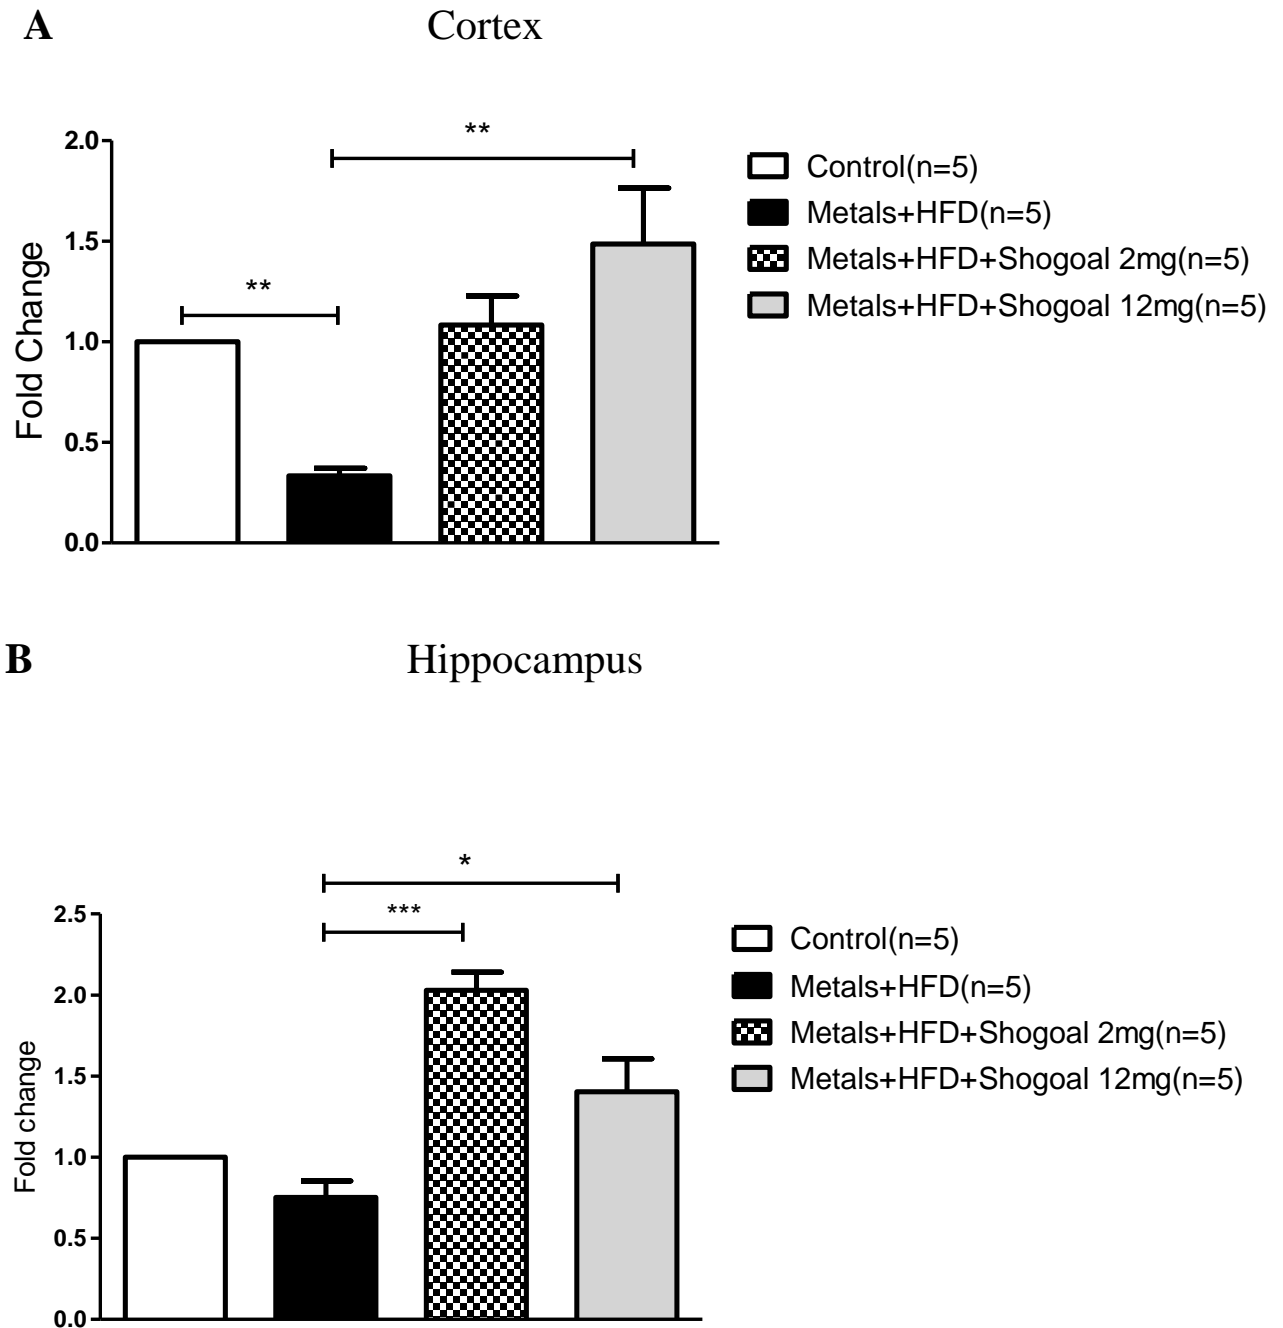 A
Cortex
**
2.0
Control(n=5)
Metals+HFD(n=5)
1.5
Metals+HFD+Shogoal 2mg(n=5)
**
Metals+HFD+Shogoal 12mg(n=5)
Fold Change
1.0
0.5
0.0
B
Hippocampus
*
***
2.5
Control(n=5)
Metals+HFD(n=5)
2.0
Metals+HFD+Shogoal 2mg(n=5)
1.5
Metals+HFD+Shogoal 12mg(n=5)
Fold change
1.0
0.5
0.0